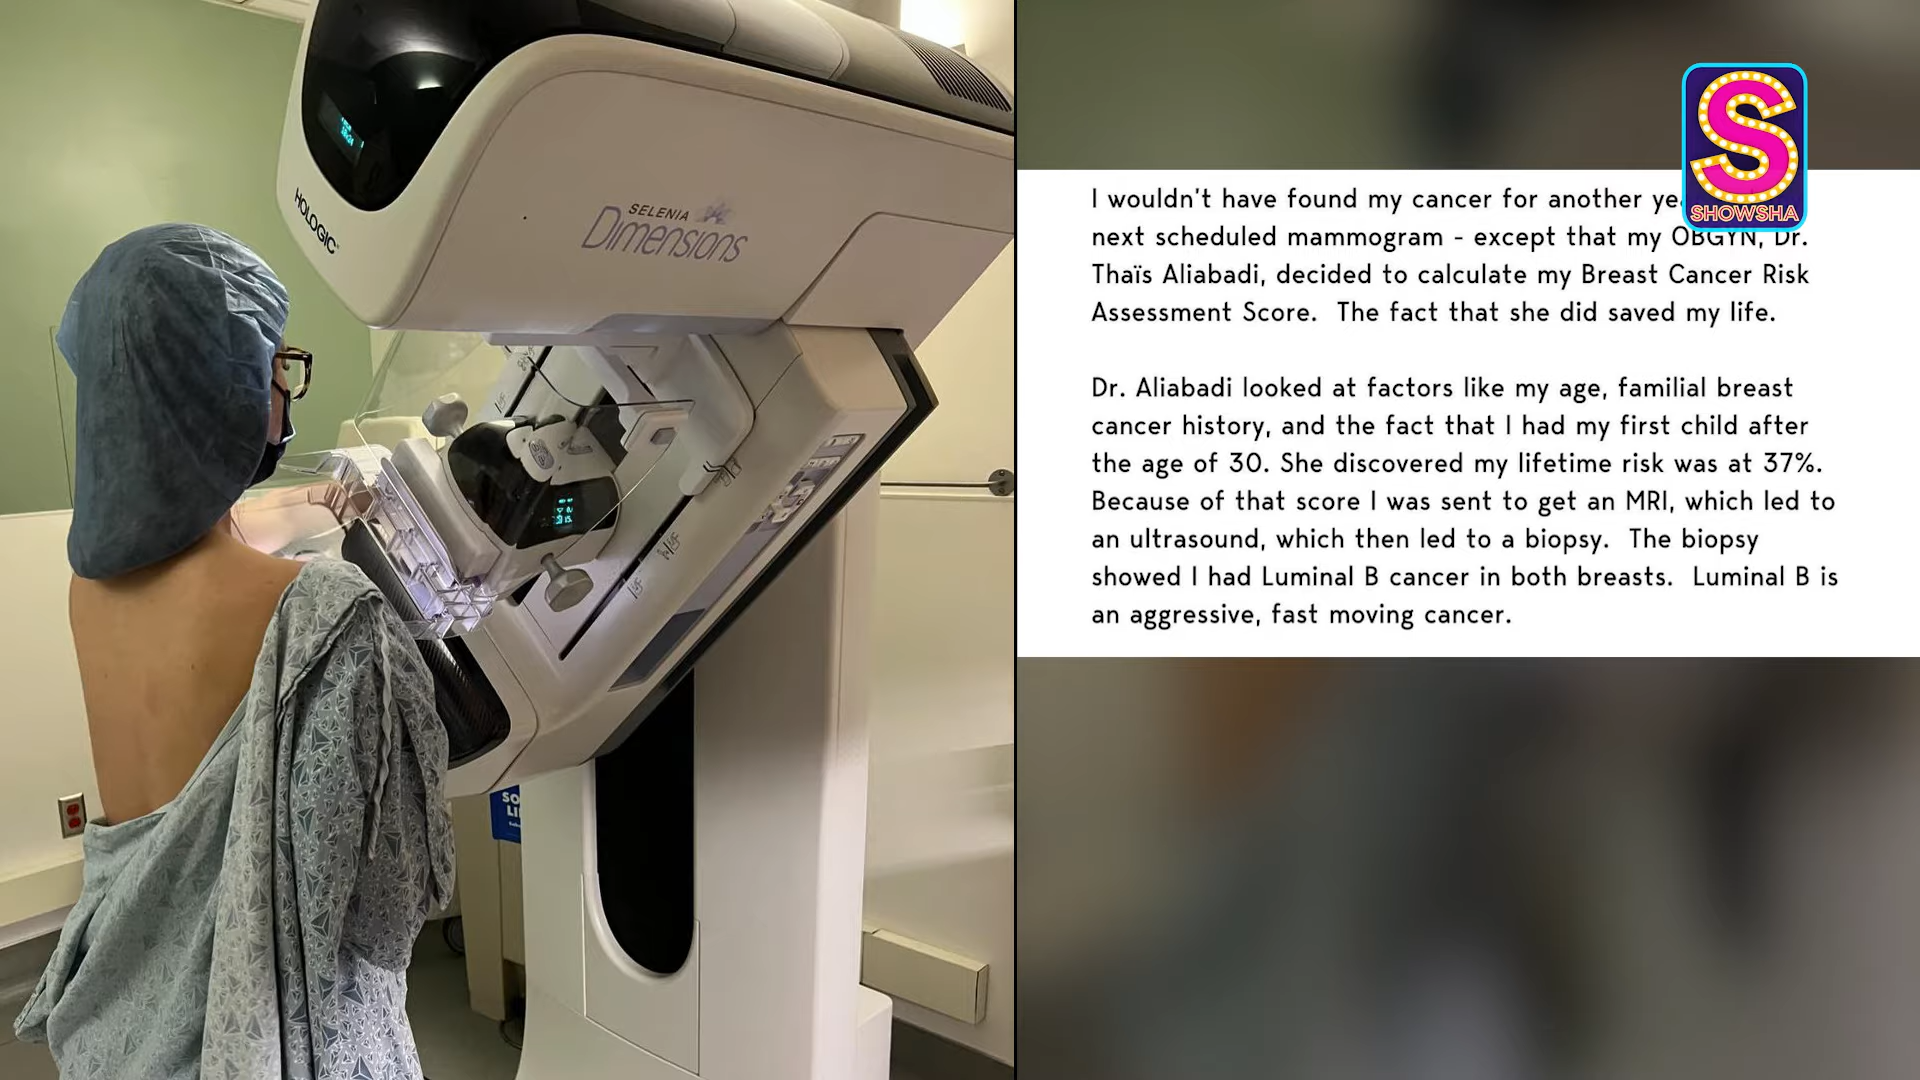 HOLOGIC
SELENIA
Dimensions
SO
LI
S
SHOWSHA
I wouldn't have found my cancer for another
next scheduled mammogram - except that my OBGYN, Dr.
Thaïs Aliabadi, decided to calculate my Breast Cancer Risk
Assessment Score. The fact that she did saved my life.
Dr. Aliabadi looked at factors like my age, familial breast
cancer history, and the fact that I had my first child after
the age of 30. She discovered my lifetime risk was at 37%.
Because of that score I was sent to get an MRI, which led to
an ultrasound, which then led to a biopsy. The biopsy
showed I had Luminal B cancer in both breasts. Luminal B is
an aggressive, fast moving cancer.